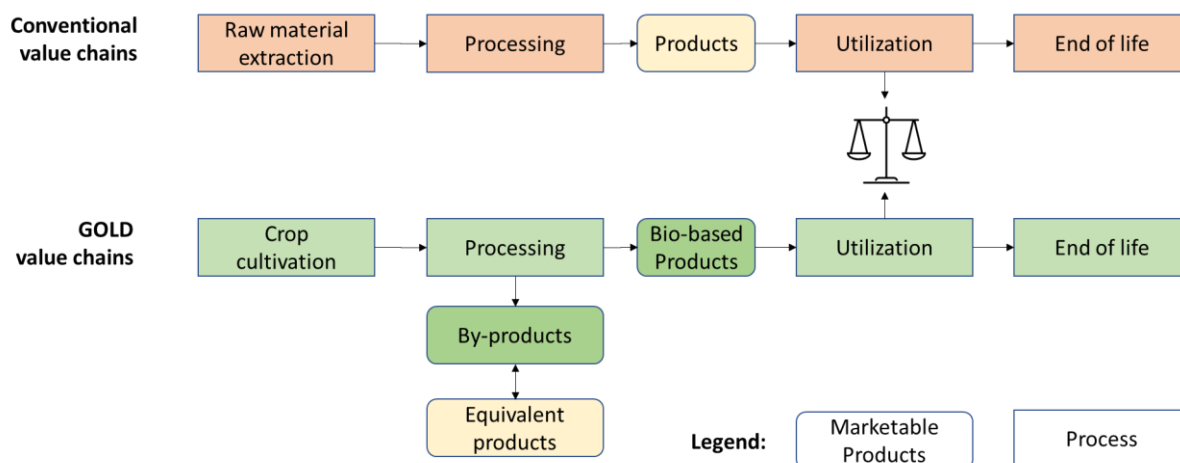 Conventional
value chains
Raw material
extraction
Processing
Products
Utilization
End of life
GOLD
value chains
Crop
cultivation
Processing
Bio-based
Products
Utilization
End of life
By-products
Equivalent
products
Legend:
Marketable
Products
Process